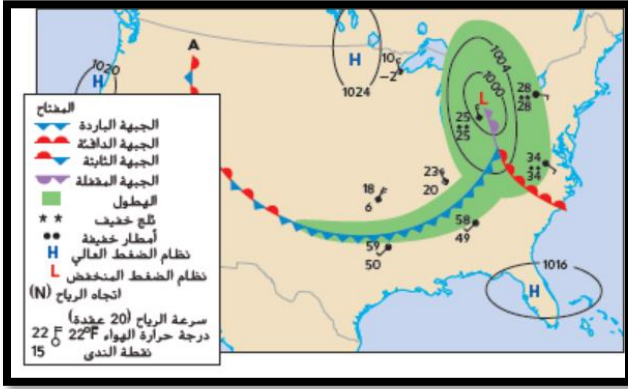 A
1020
H
H
1024
10
-2
1004
1000
L
25
**
25
28
**
28
34
**
34
23
20
18
6
58
49
59
50
1016
H
المفتاح
الجبهة الباردة
الجبهة الدافئة
الجبهة الثابتة
الجبهة المقفلة
الهطول
** ثلج خفيف
•• أمطار خفيفة
H نظام الضغط العالي
L نظام الضغط المنخفض
اتجاه الرياح (N)
سرعة الرياح (20 عقدة)
22 22°F درجة حرارة الهواء
15 نقطة الندى